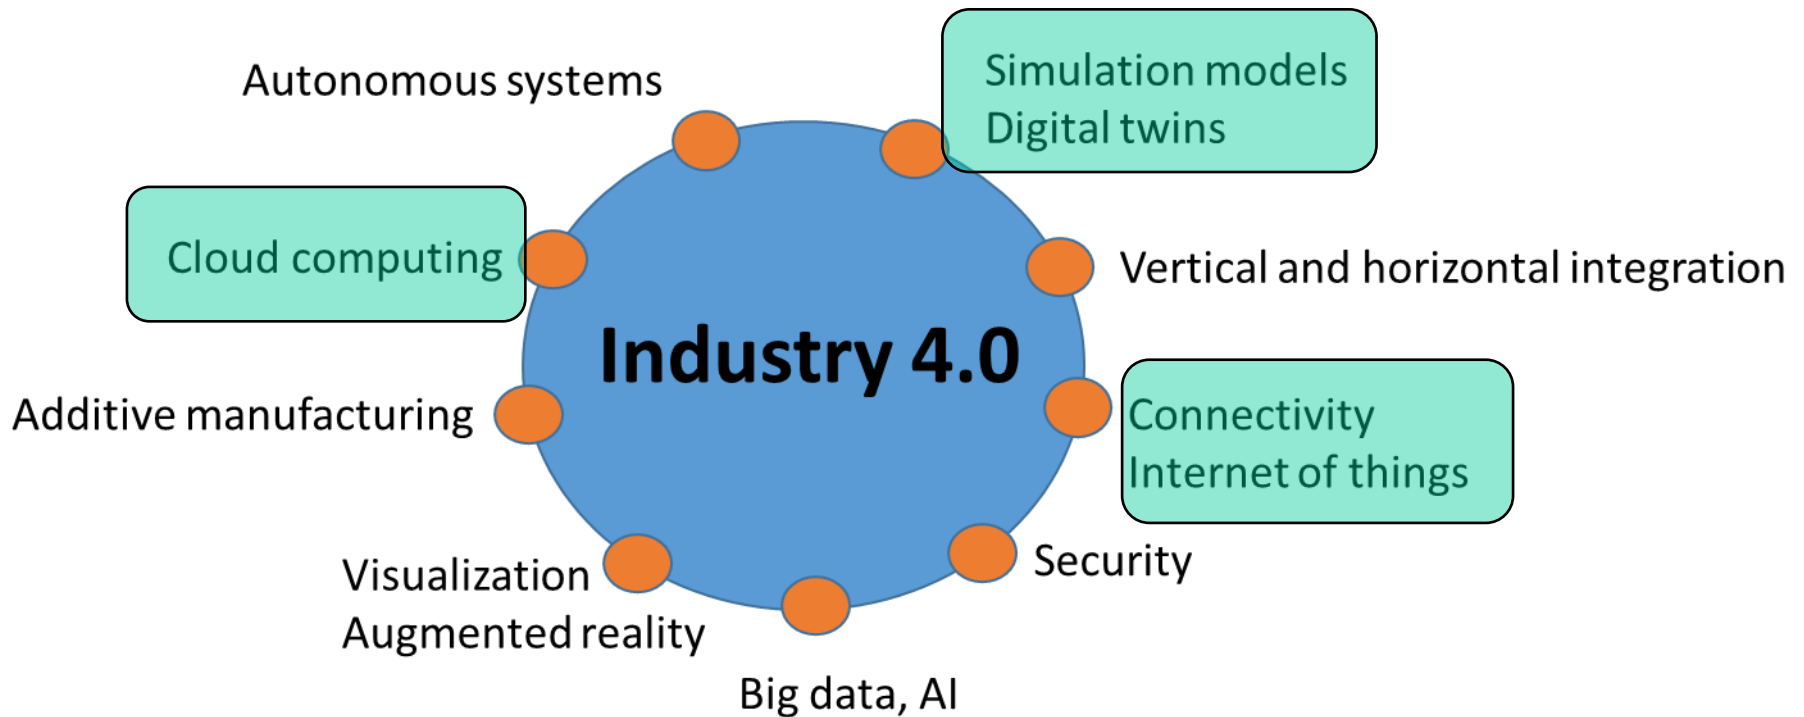 Autonomous systems
Simulation models
Digital twins
Cloud computing
Vertical and horizontal integration
Industry 4.0
Additive manufacturing
Connectivity
Internet of things
Visualization
Augmented reality
Security
Big data, AI